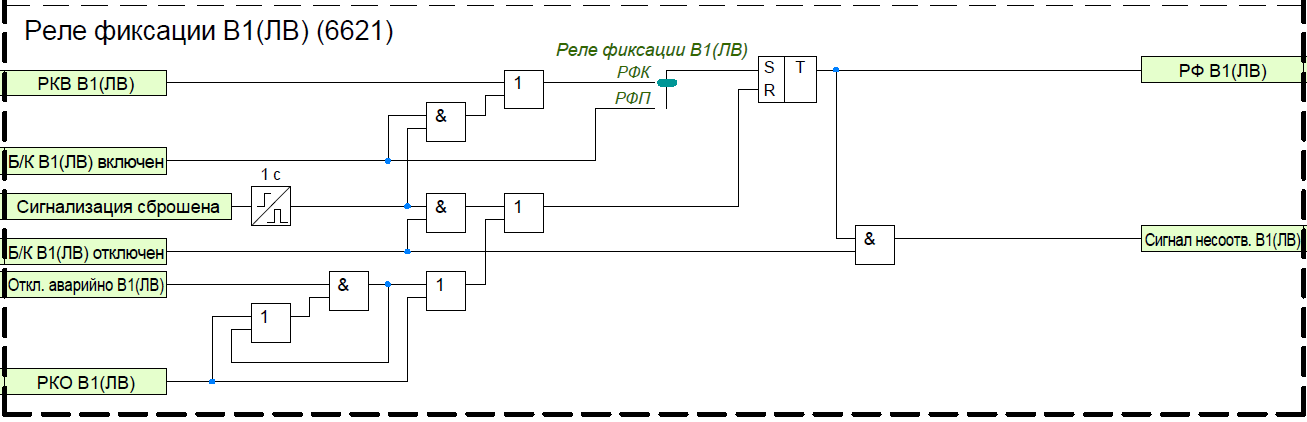 Реле фиксации В1(ЛВ) (6621)
Реле фиксации В1(ЛВ)
РКВ В1(ЛВ)
1
РФК
S T
R
РФ В1(ЛВ)
РФП
&
Б/К В1(ЛВ) включен
1 с
Сигнализация сброшена
&
1
Б/К В1(ЛВ) отключен
&
Сигнал несоотв. В1(ЛВ)
Откл. аварийно В1(ЛВ)
&
1
1
РКО В1(ЛВ)